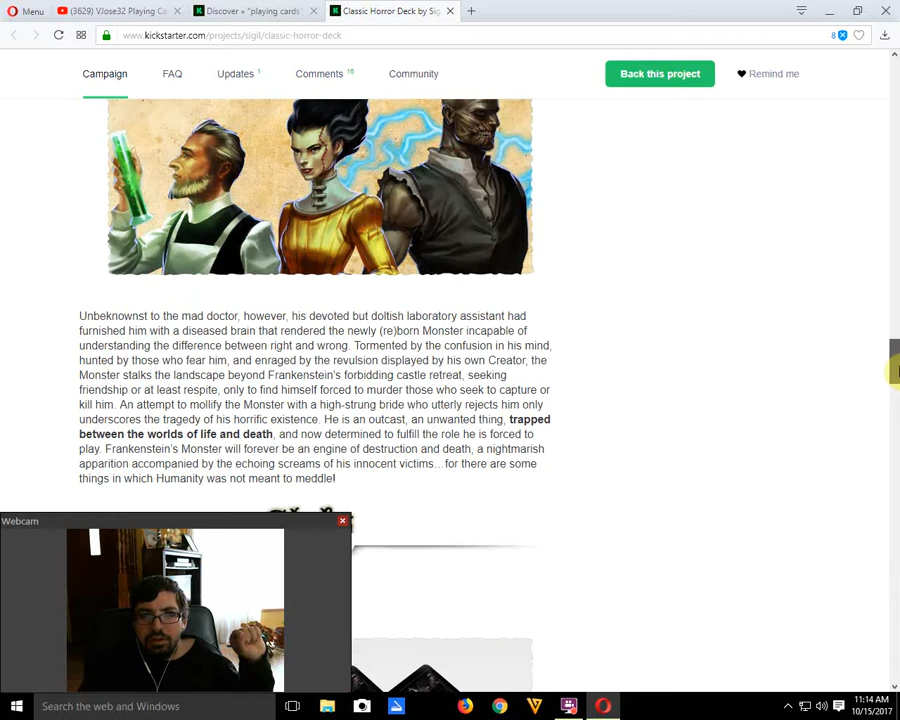 Menu
(3629) VJose32 Playing Ca
Discover » "playing cards"
Classic Horror Deck by Sig
www.kickstarter.com/projects/sigil/classic-horror-deck
8
Campaign
FAQ
Updates 1
Comments 16
Community
Back this project
Remind me
Unbeknownst to the mad doctor, however, his devoted but doltish laboratory assistant had
furnished him with a diseased brain that rendered the newly (re)born Monster incapable of
understanding the difference between right and wrong. Tormented by the confusion in his mind,
hunted by those who fear him, and enraged by the revulsion displayed by his own Creator, the
Monster stalks the landscape beyond Frankenstein's forbidding castle retreat, seeking
friendship or at least respite, only to find himself forced to murder those who seek to capture or
kill him. An attempt to mollify the Monster with a high-strung bride who utterly rejects him only
underscores the tragedy of his horrific existence. He is an outcast, an unwanted thing, trapped
between the worlds of life and death, and now determined to fulfill the role he is forced to
play. Frankenstein's Monster will forever be an engine of destruction and death, a nightmarish
apparition accompanied by the echoing screams of his innocent victims…for there are some
things in which Humanity was not meant to meddle!
Webcam
Search the web and Windows
11:14 AM
10/15/2017